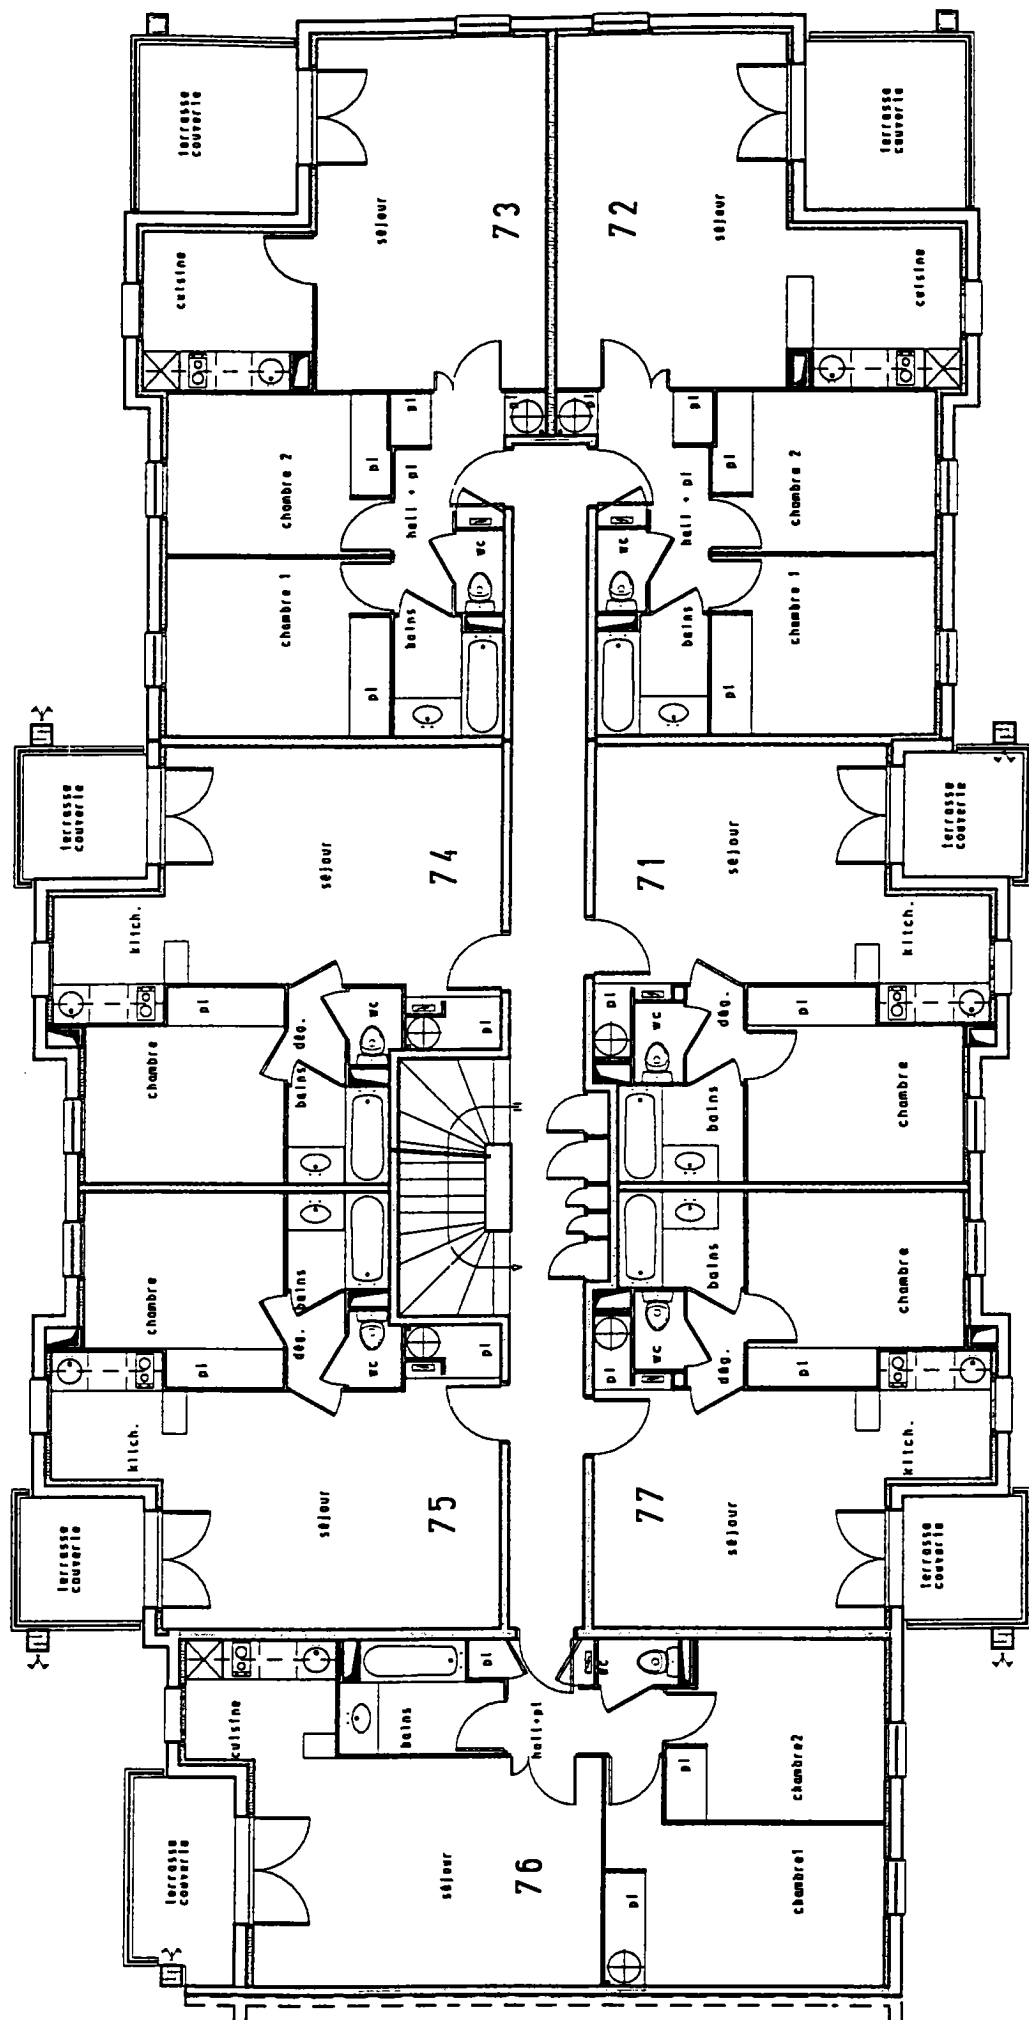 terrasse
couverte
cuisine
séjour
73
chambre 2
pl
pl
pl
hall + pl
wc
chambre 1
pl
bains
terrasse
couverte
cuisine
séjour
72
chambre 2
pl
pl
pl
hall + pl
wc
chambre 1
pl
bains
terrasse
couverte
kitch.
séjour
74
pl
dég.
wc
pl
chambre
bains
terrasse
couverte
kitch.
séjour
71
pl
dég.
wc
pl
chambre
bains
chambre
bains
dég.
wc
pl
pl
kitch.
séjour
75
terrasse
couverte
chambre
bains
dég.
wc
pl
pl
kitch.
séjour
77
terrasse
couverte
cuisine
bains
pl
hall+pl
wc
pl
chambre2
terrasse
couverte
séjour
76
pl
chambre1